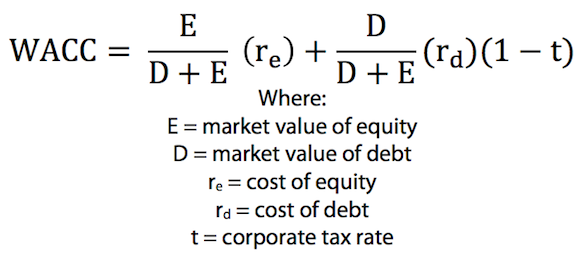 WACC = E/(D + E) (rₑ) + D/(D + E) (r_d)(1 − t)
Where:
E = market value of equity
D = market value of debt
rₑ = cost of equity
r_d = cost of debt
t = corporate tax rate